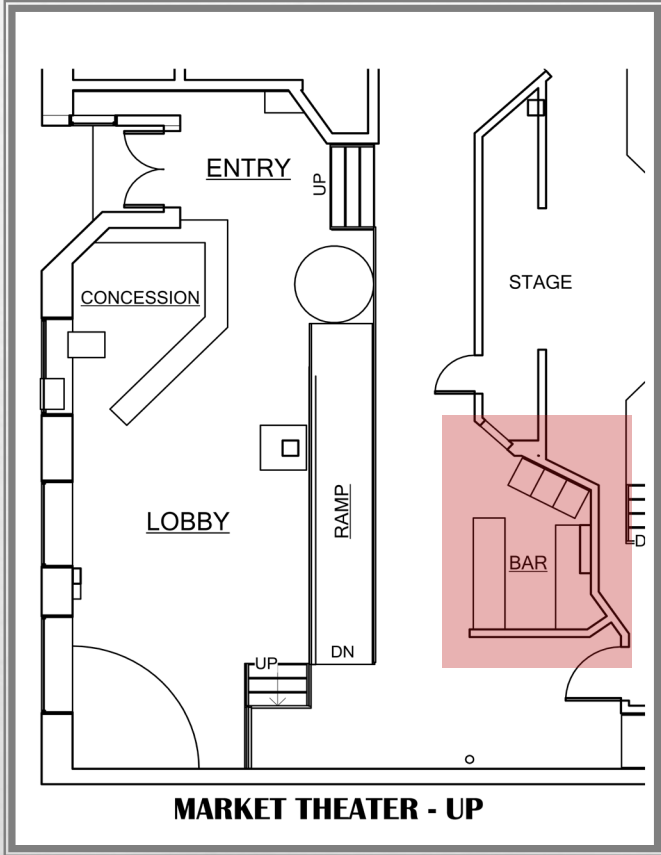 ENTRY
UP
STAGE
CONCESSION
RAMP
LOBBY
BAR
D
UP
DN
MARKET THEATER - UP